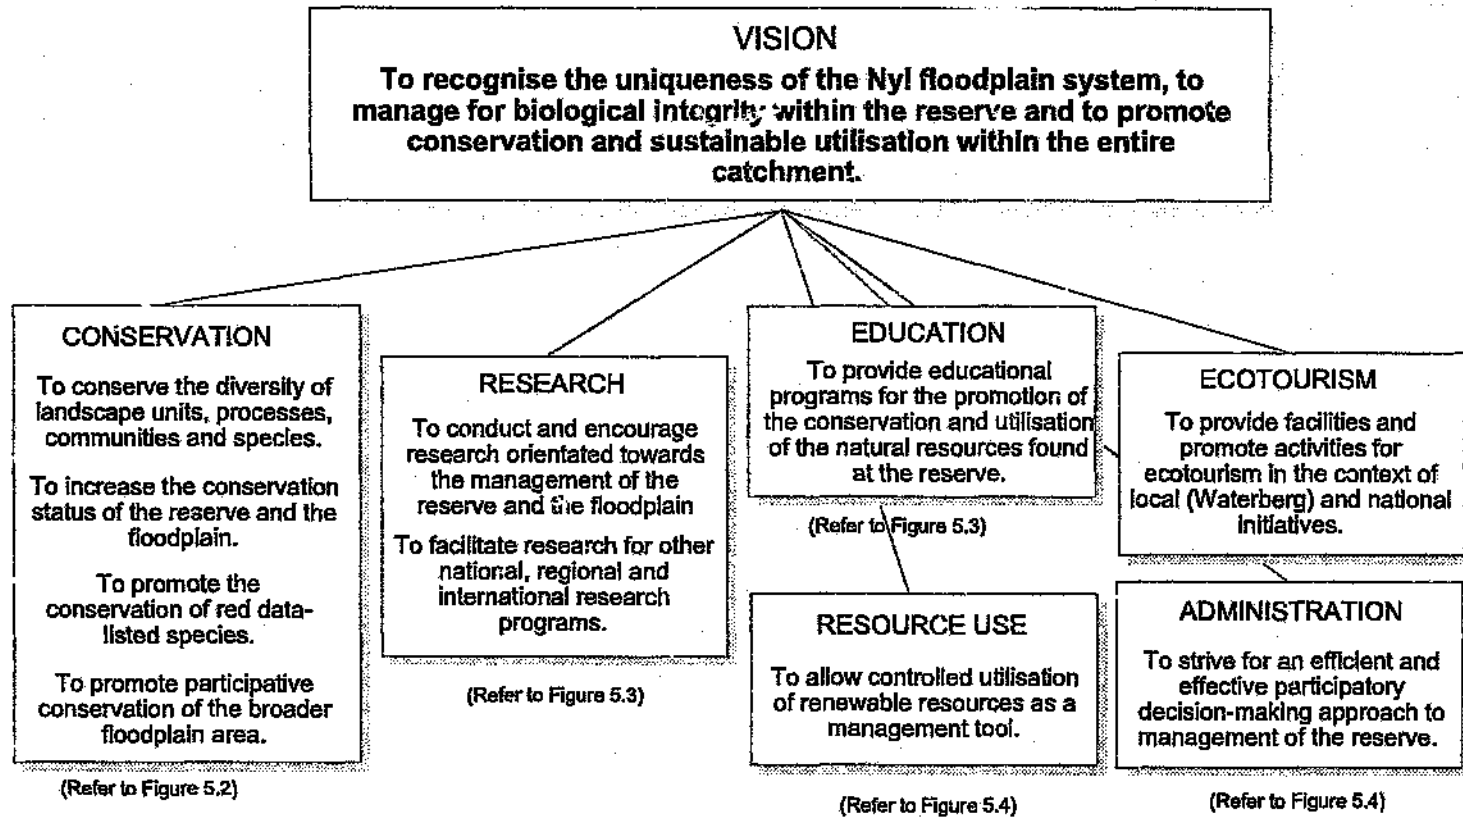 VISION
To recognise the uniqueness of the Nyl floodplain system, to
manage for biological integrity within the reserve and to promote
conservation and sustainable utilisation within the entire
catchment.
CONSERVATION
To conserve the diversity of
landscape units, processes,
communities and species.
To increase the conservation
status of the reserve and the
floodplain.
To promote the
conservation of red data-
listed species.
To promote participative
conservation of the broader
floodplain area.
(Refer to Figure 5.2)
RESEARCH
To conduct and encourage
research orientated towards
the management of the
reserve and the floodplain
To facilitate research for other
national, regional and
international research
programs.
(Refer to Figure 5.3)
EDUCATION
To provide educational
programs for the promotion of
the conservation and utilisation
of the natural resources found
at the reserve.
(Refer to Figure 5.3)
RESOURCE USE
To allow controlled utilisation
of renewable resources as a
management tool.
(Refer to Figure 5.4)
ECOTOURISM
To provide facilities and
promote activities for
ecotourism in the context of
local (Waterberg) and national
initiatives.
ADMINISTRATION
To strive for an efficient and
effective participatory
decision-making approach to
management of the reserve.
(Refer to Figure 5.4)